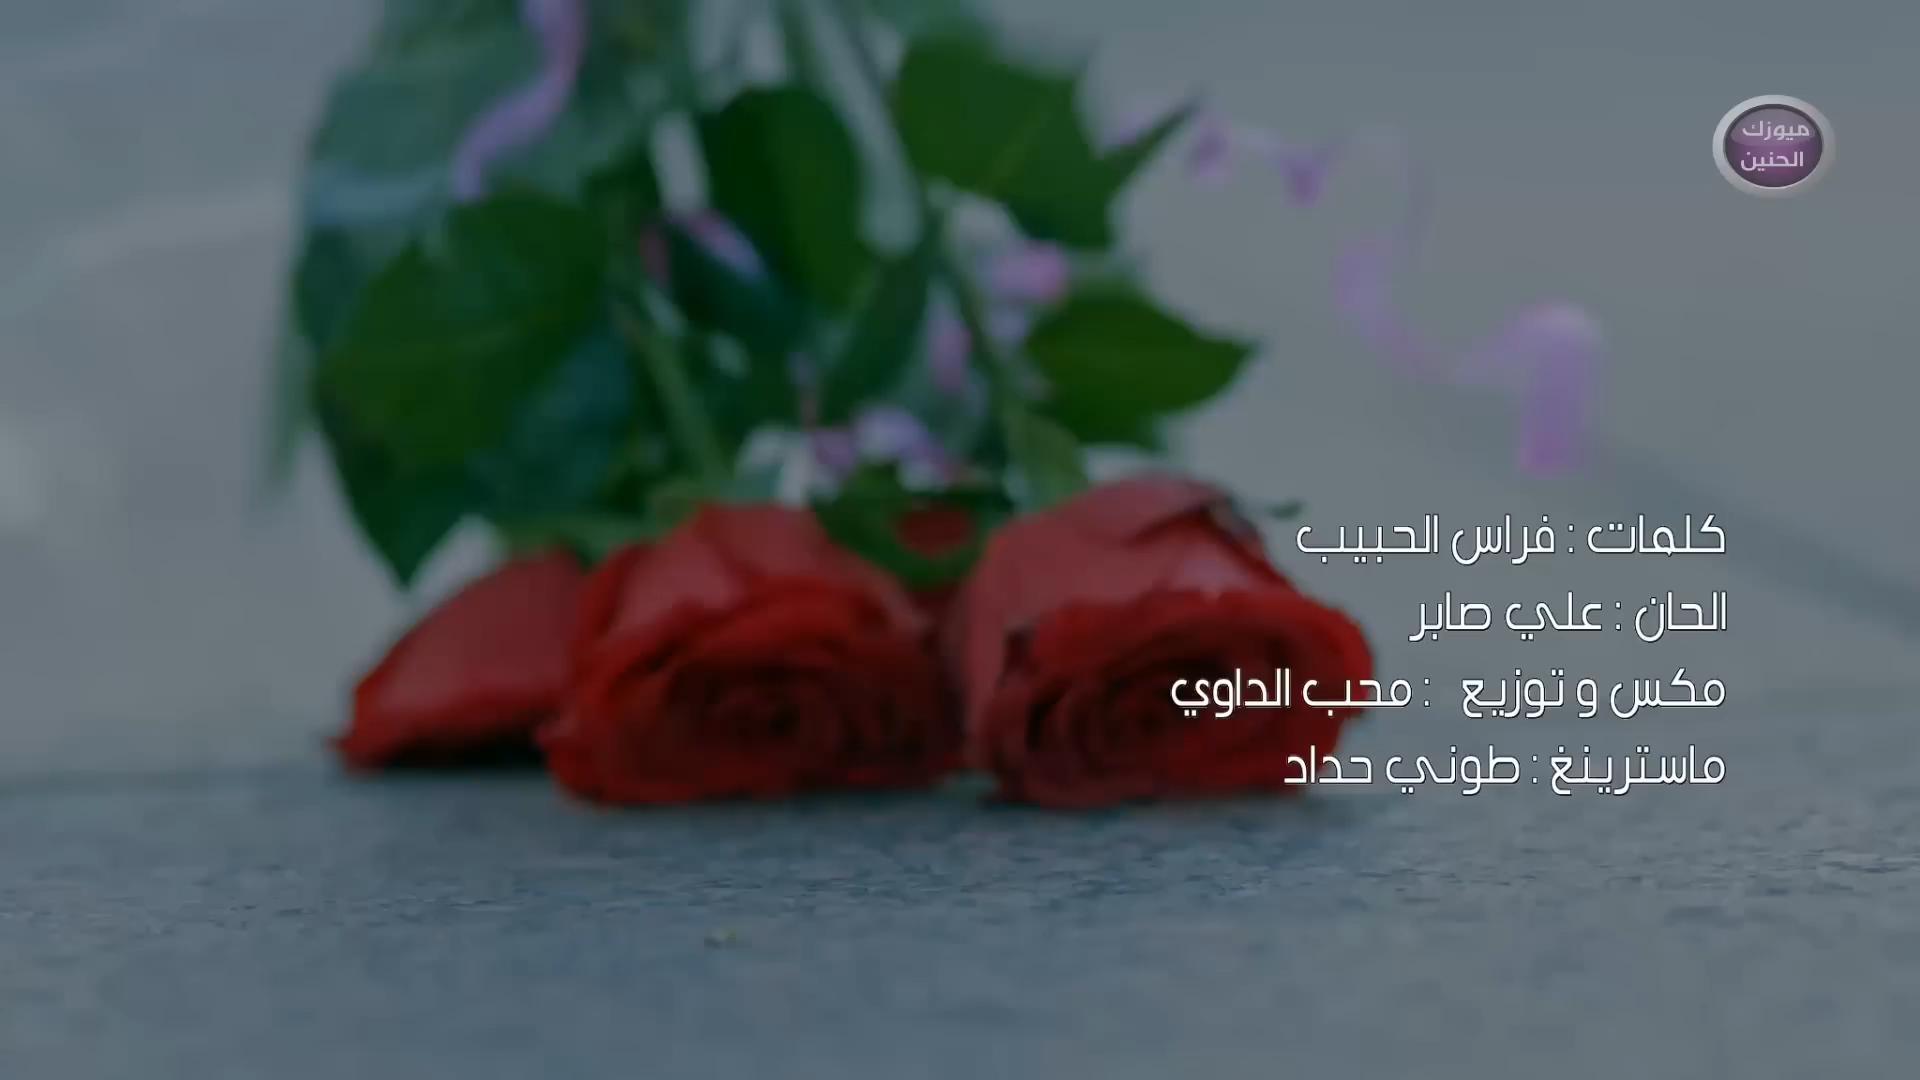 ميوزك
الحنين
كلمات : فراس الحبيب
الحان : علي صابر
مكس و توزيع : محب الداوي
ماسترينغ : طوني حداد